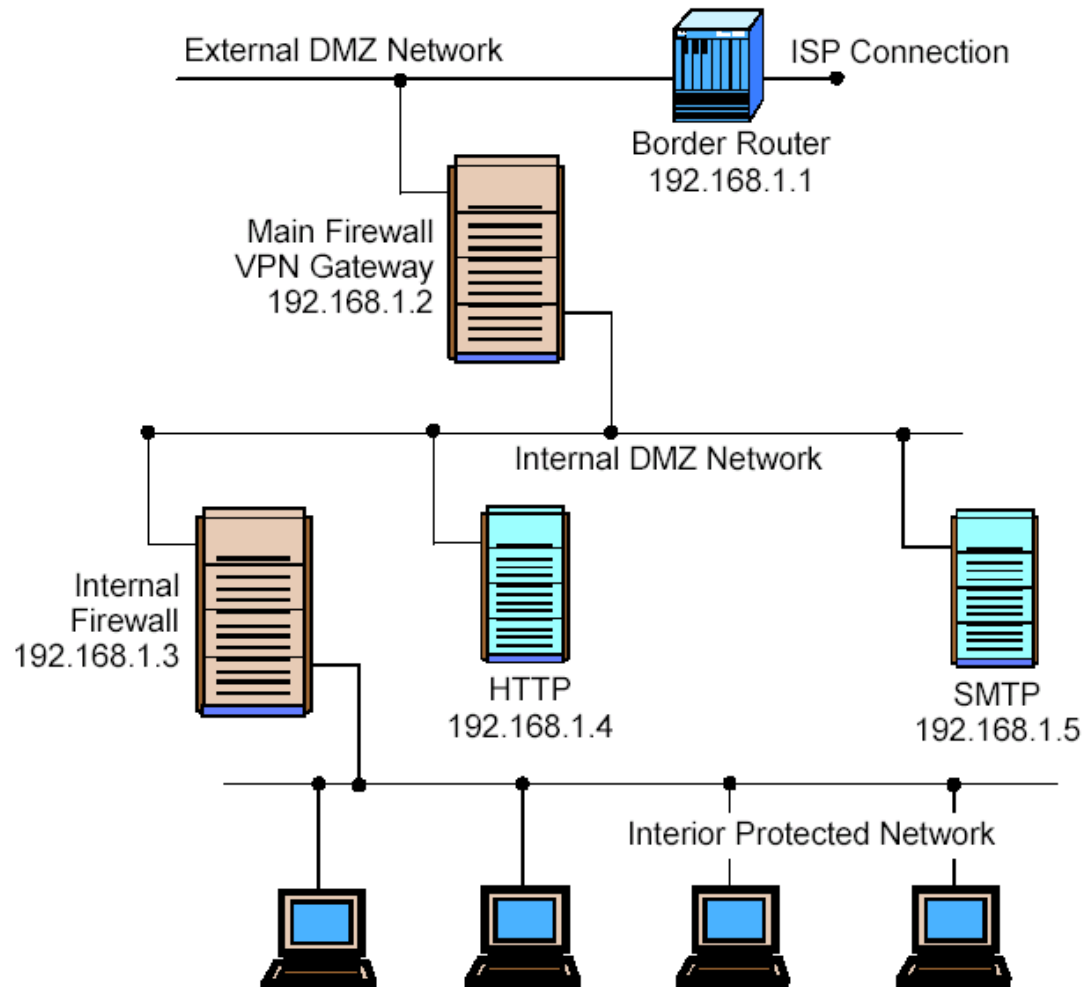 External DMZ Network
ISP Connection
Border Router
192.168.1.1
Main Firewall
VPN Gateway
192.168.1.2
Internal DMZ Network
Internal
Firewall
192.168.1.3
HTTP
192.168.1.4
SMTP
192.168.1.5
Interior Protected Network